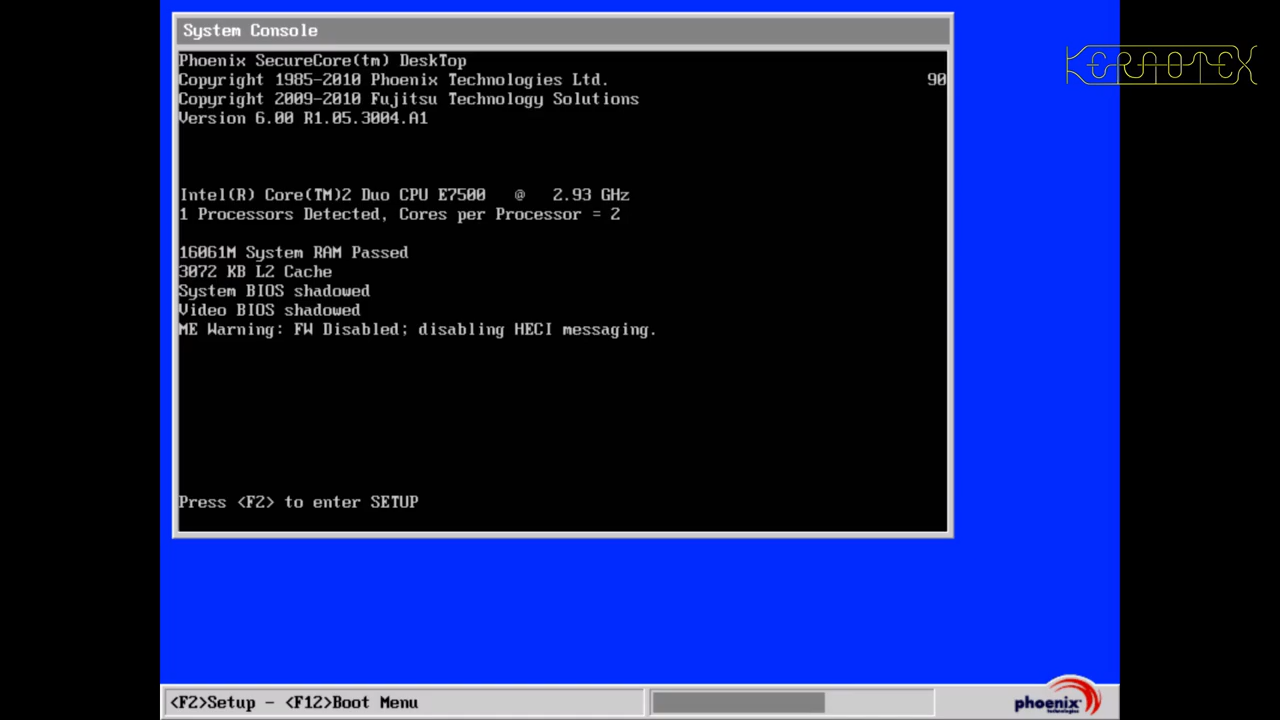 System Console
KERAOTEX
Phoenix SecureCore(tm) DeskTop
Copyright 1985-2010 Phoenix Technologies Ltd. 90
Copyright 2009-2010 Fujitsu Technology Solutions
Version 6.00 R1.05.3004.A1
Intel(R) Core(TM)2 Duo CPU E7500 @ 2.93 GHz
1 Processors Detected, Cores per Processor = 2
16061M System RAM Passed
3072 KB L2 Cache
System BIOS shadowed
Video BIOS shadowed
ME Warning: FW Disabled; disabling HECI messaging.
Press <F2> to enter SETUP
<F2>Setup - <F12>Boot Menu
phoenix
technologies